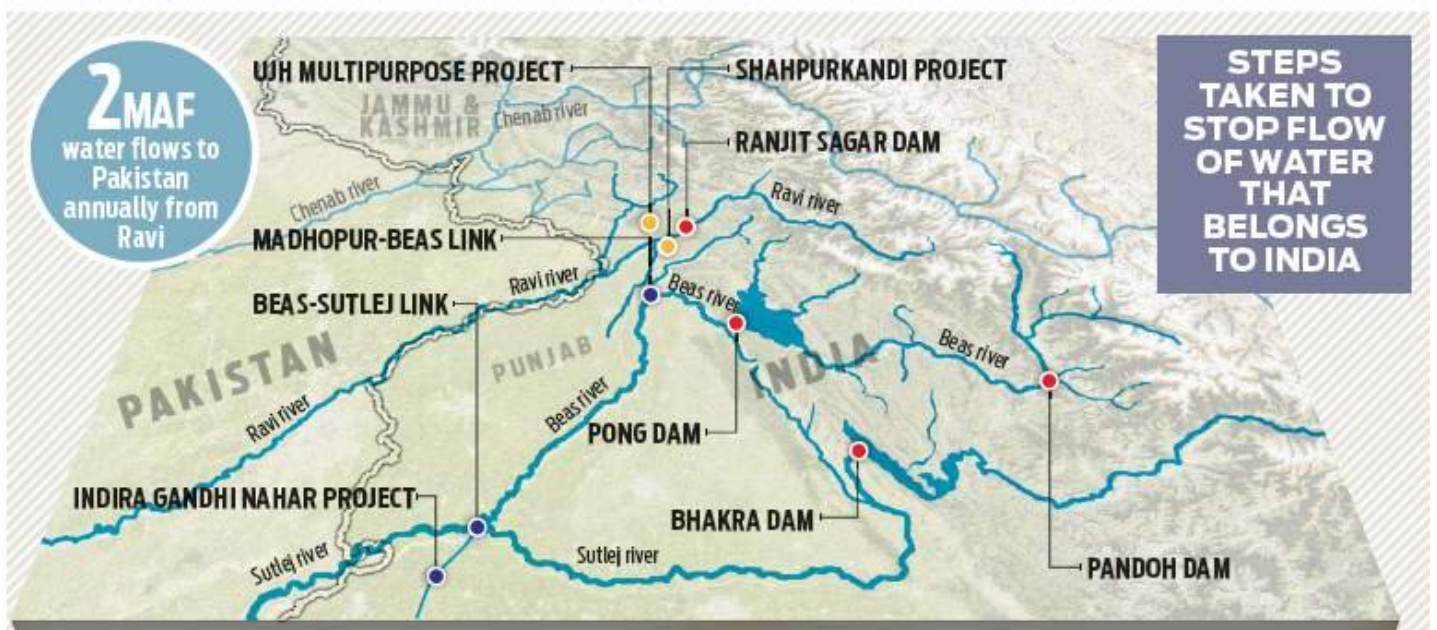 2 MAF
water flows to
Pakistan
annually from
Ravi
STEPS
TAKEN TO
STOP FLOW
OF WATER
THAT
BELONGS
TO INDIA
UJH MULTIPURPOSE PROJECT
SHAHPURKANDI PROJECT
JAMMU &
KASHMIR
Chenab river
RANJIT SAGAR DAM
Chenab river
Ravi river
MADHOPUR-BEAS LINK
Ravi river
Beas river
BEAS-SUTLEJ LINK
PAKISTAN
PUNJAB
INDIA
Beas river
Ravi river
Beas river
PONG DAM
INDIRA GANDHI NAHAR PROJECT
BHAKRA DAM
Sutlej river
Sutlej river
PANDOH DAM